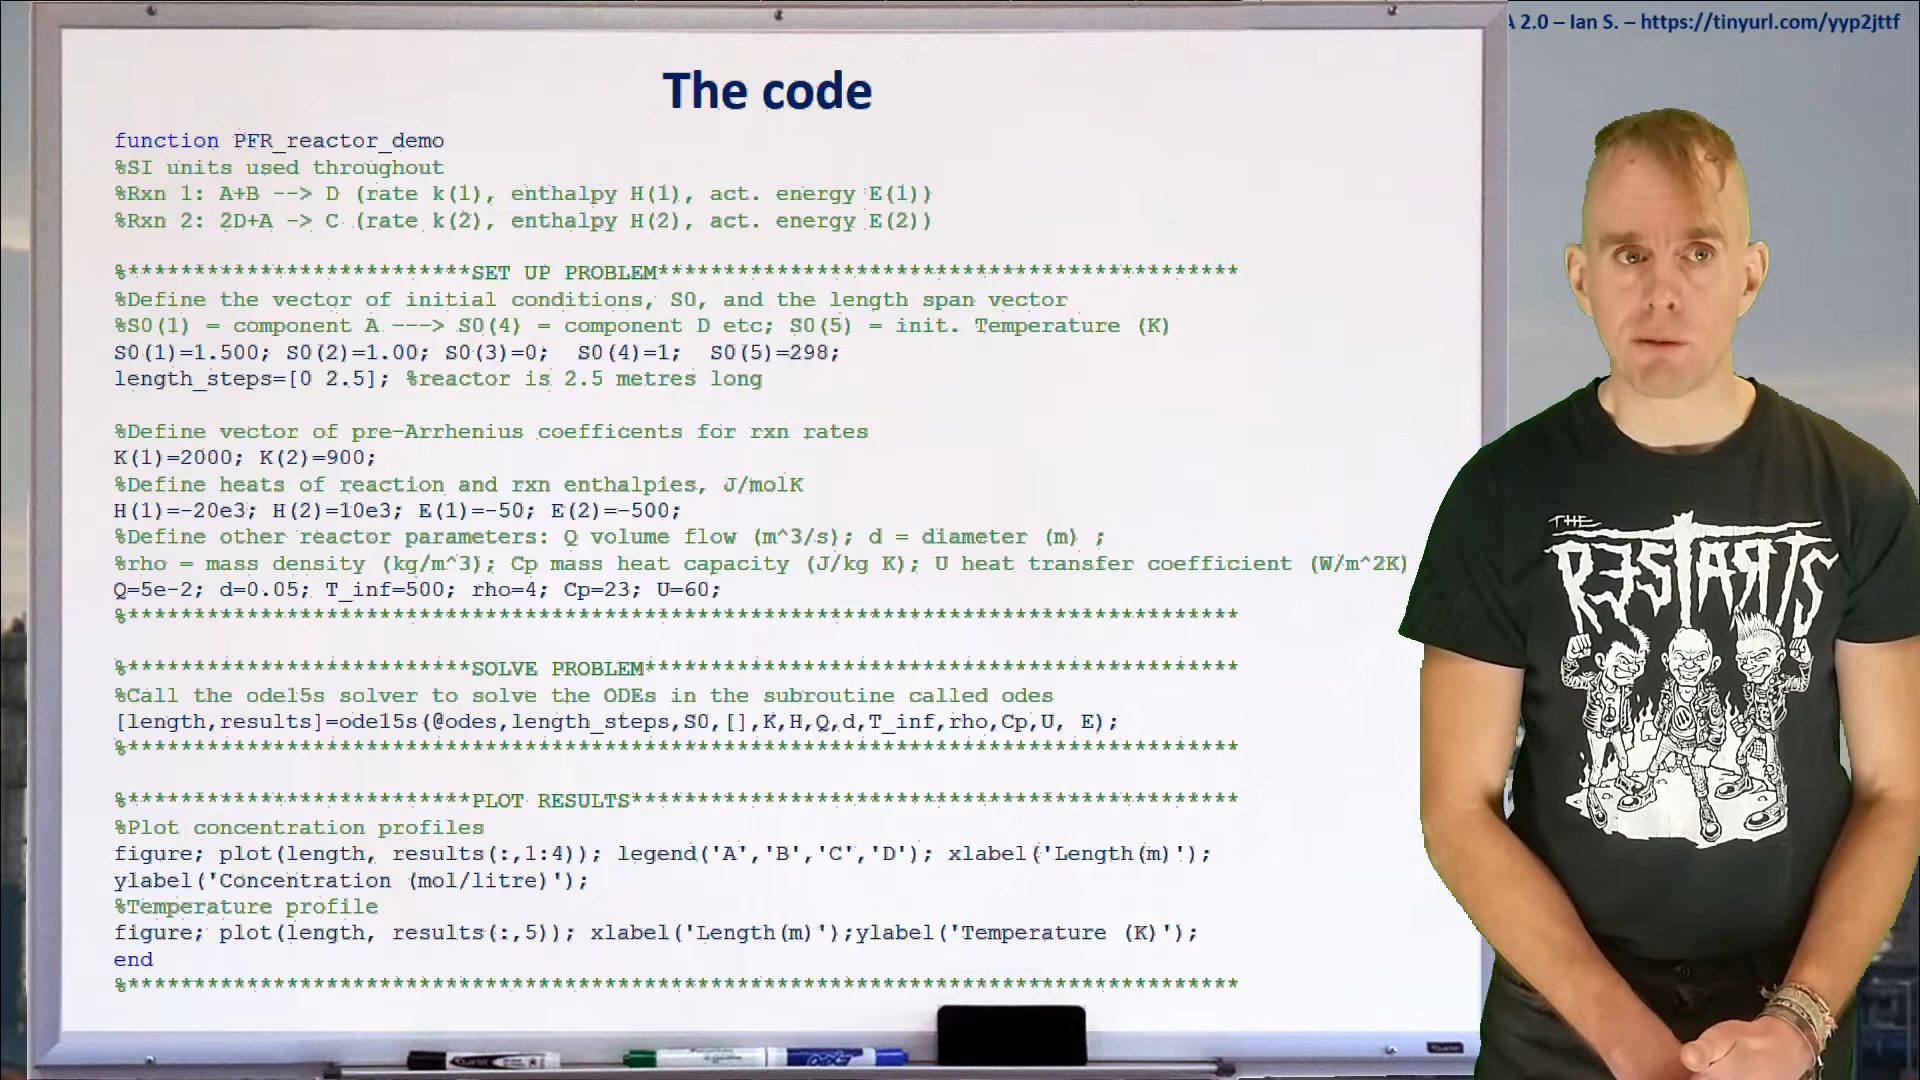 A 2.0 – Ian S. – https://tinyurl.com/yyp2jttf
The code
function PFR_reactor_demo
%SI units used throughout
%Rxn 1: A+B --> D (rate k(1), enthalpy H(1), act. energy E(1))
%Rxn 2: 2D+A -> C (rate k(2), enthalpy H(2), act. energy E(2))
%**************************SET UP PROBLEM********************************************
%Define the vector of initial conditions, S0, and the length span vector
%S0(1) = component A ---> S0(4) = component D etc; S0(5) = init. Temperature (K)
S0(1)=1.500; S0(2)=1.00; S0(3)=0;  S0(4)=1;  S0(5)=298;
length_steps=[0 2.5]; %reactor is 2.5 metres long
%Define vector of pre-Arrhenius coefficents for rxn rates
K(1)=2000; K(2)=900;
%Define heats of reaction and rxn enthalpies, J/molK
H(1)=-20e3; H(2)=10e3; E(1)=-50; E(2)=-500;
%Define other reactor parameters: Q volume flow (m^3/s); d = diameter (m) ;
%rho = mass density (kg/m^3); Cp mass heat capacity (J/kg K); U heat transfer coefficient (W/m^2K)
Q=5e-2; d=0.05; T_inf=500; rho=4; Cp=23; U=60;
%************************************************************************************
%**************************SOLVE PROBLEM*********************************************
%Call the ode15s solver to solve the ODEs in the subroutine called odes
[length,results]=ode15s(@odes,length_steps,S0,[],K,H,Q,d,T_inf,rho,Cp,U, E);
%************************************************************************************
%**************************PLOT RESULTS**********************************************
%Plot concentration profiles
figure; plot(length, results(:,1:4)); legend('A','B','C','D'); xlabel('Length(m)');
ylabel('Concentration (mol/litre)');
%Temperature profile
figure; plot(length, results(:,5)); xlabel('Length(m)');ylabel('Temperature (K)');
end
%************************************************************************************
THE
RESTARTS